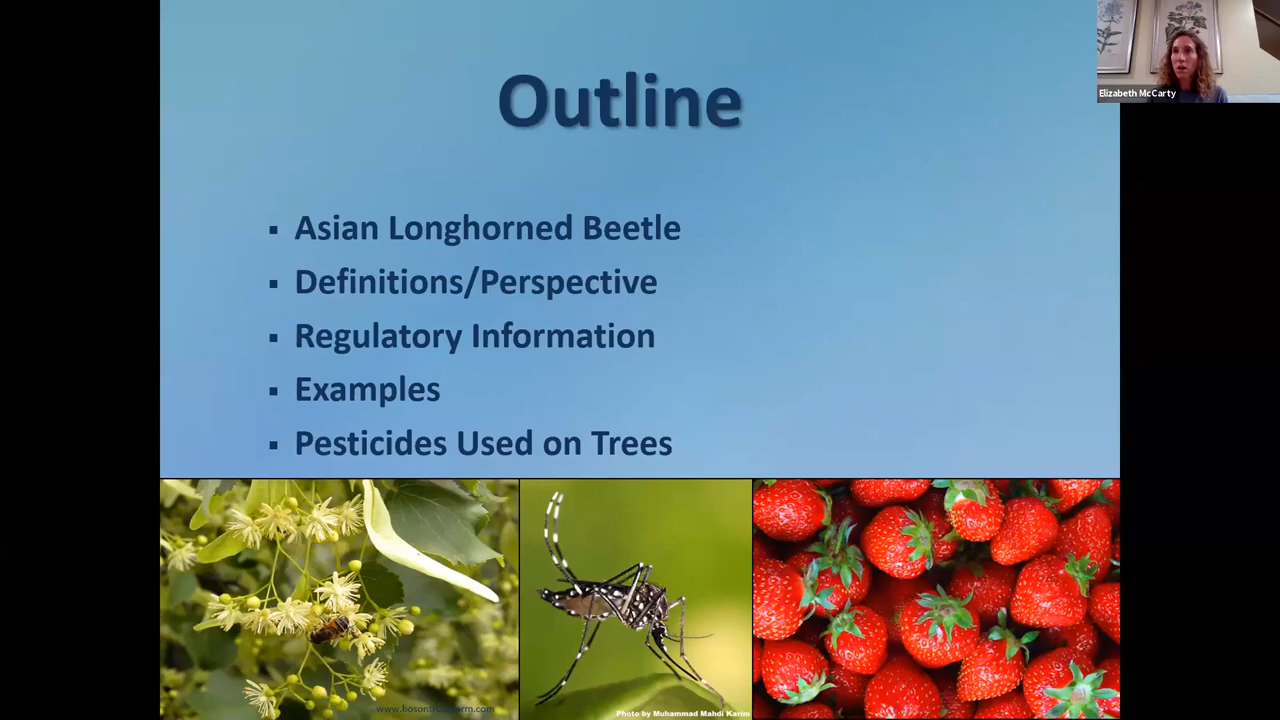 Outline
Elizabeth McCarty
▪ Asian Longhorned Beetle
▪ Definitions/Perspective
▪ Regulatory Information
▪ Examples
▪ Pesticides Used on Trees
Photo by Muhammad Mahdi Karim